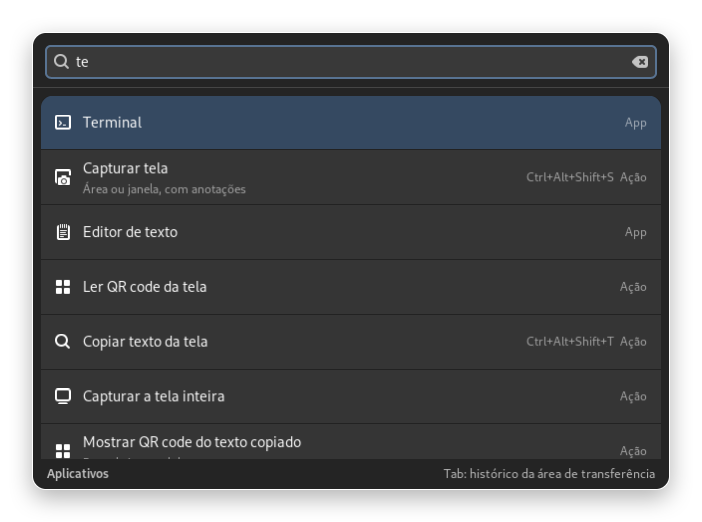 te
Terminal App
Capturar tela
Área ou janela, com anotações
Ctrl+Alt+Shift+S Ação
Editor de texto App
Ler QR code da tela Ação
Copiar texto da tela Ctrl+Alt+Shift+T Ação
Capturar a tela inteira Ação
Mostrar QR code do texto copiado Ação
Aplicativos Tab: histórico da área de transferência